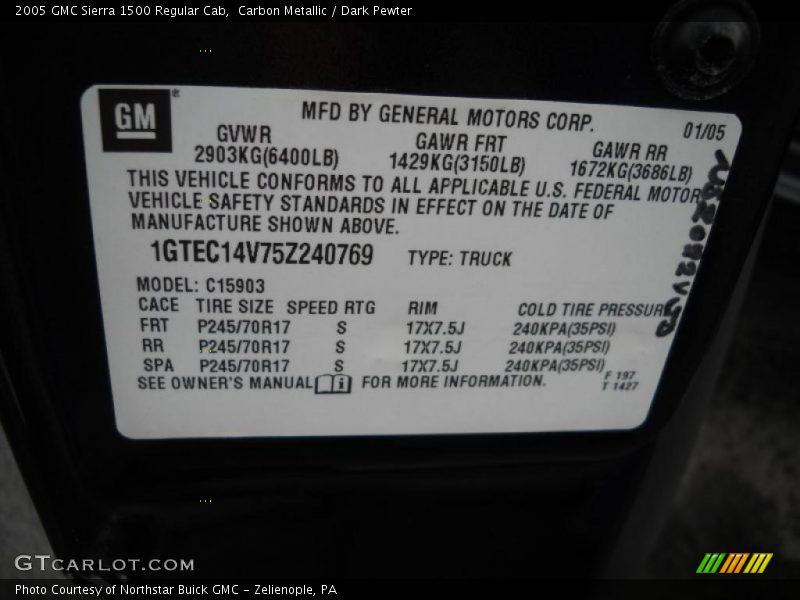 2005 GMC Sierra 1500 Regular Cab,  Carbon Metallic / Dark Pewter
GM®
MFD BY GENERAL MOTORS CORP. 01/05
GVWR GAWR FRT GAWR RR
2903KG(6400LB) 1429KG(3150LB) 1672KG(3686LB)
THIS VEHICLE CONFORMS TO ALL APPLICABLE U.S. FEDERAL MOTOR
VEHICLE SAFETY STANDARDS IN EFFECT ON THE DATE OF
MANUFACTURE SHOWN ABOVE.
1GTEC14V75Z240769 TYPE: TRUCK
MODEL: C15903
CACE TIRE SIZE SPEED RTG RIM COLD TIRE PRESSURE
FRT P245/70R17 S 17X7.5J 240KPA(35PSI)
RR P245/70R17 S 17X7.5J 240KPA(35PSI)
SPA P245/70R17 S 17X7.5J 240KPA(35PSI)
SEE OWNER'S MANUAL i FOR MORE INFORMATION.
F 197
T 1427
GTCARLOT.COM
Photo Courtesy of Northstar Buick GMC - Zelienople, PA